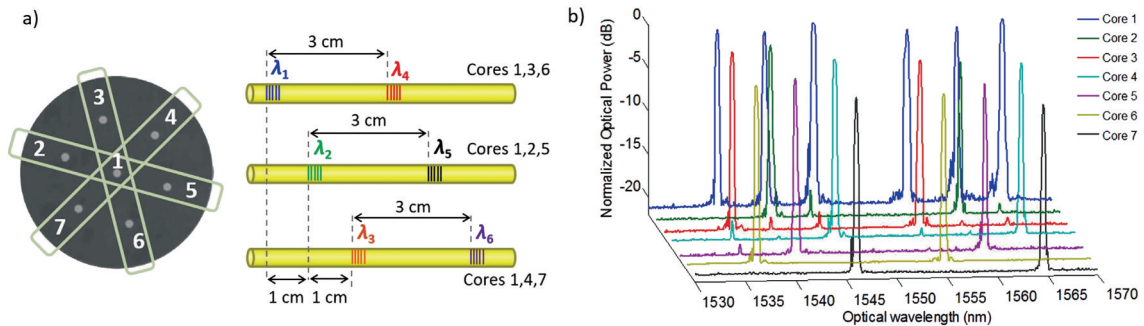 a)
3
4
2
1
5
7
6
3 cm
λ1
λ4
Cores 1,3,6
3 cm
λ2
λ5
Cores 1,2,5
3 cm
λ3
λ6
Cores 1,4,7
1 cm
1 cm
b)
Normalized Optical Power (dB)
0
-5
-10
-15
-20
1530
1535
1540
1545
1550
1555
1560
1565
1570
Optical wavelength (nm)
Core 1
Core 2
Core 3
Core 4
Core 5
Core 6
Core 7